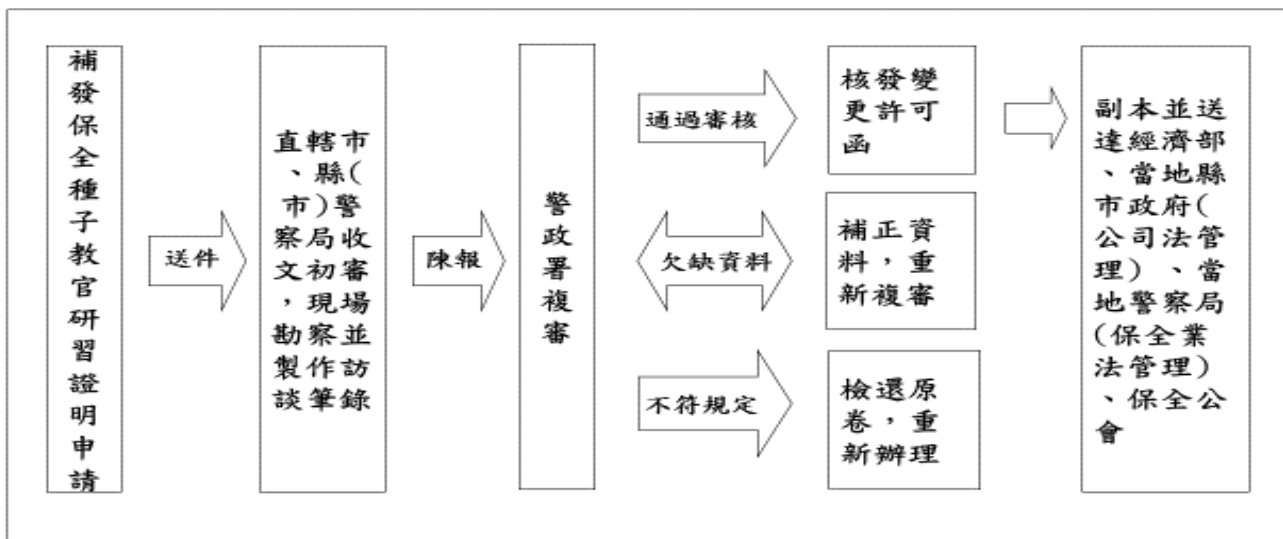 補發保全種子教官研習證明申請
送件
直轄市
、縣(
市)警
察局收
文初審
，現場
勘察並
製作訪
談筆錄
陳報
警政署複審
通過審核
核發變
更許可
函
欠缺資料
補正資
料，重
新複審
不符規定
檢還原
卷，重
新辦理
副本並送
達經濟部
、當地縣
市政府(
公司法管
理)、當
地警察局
(保全業
法管理)
、保全公
會